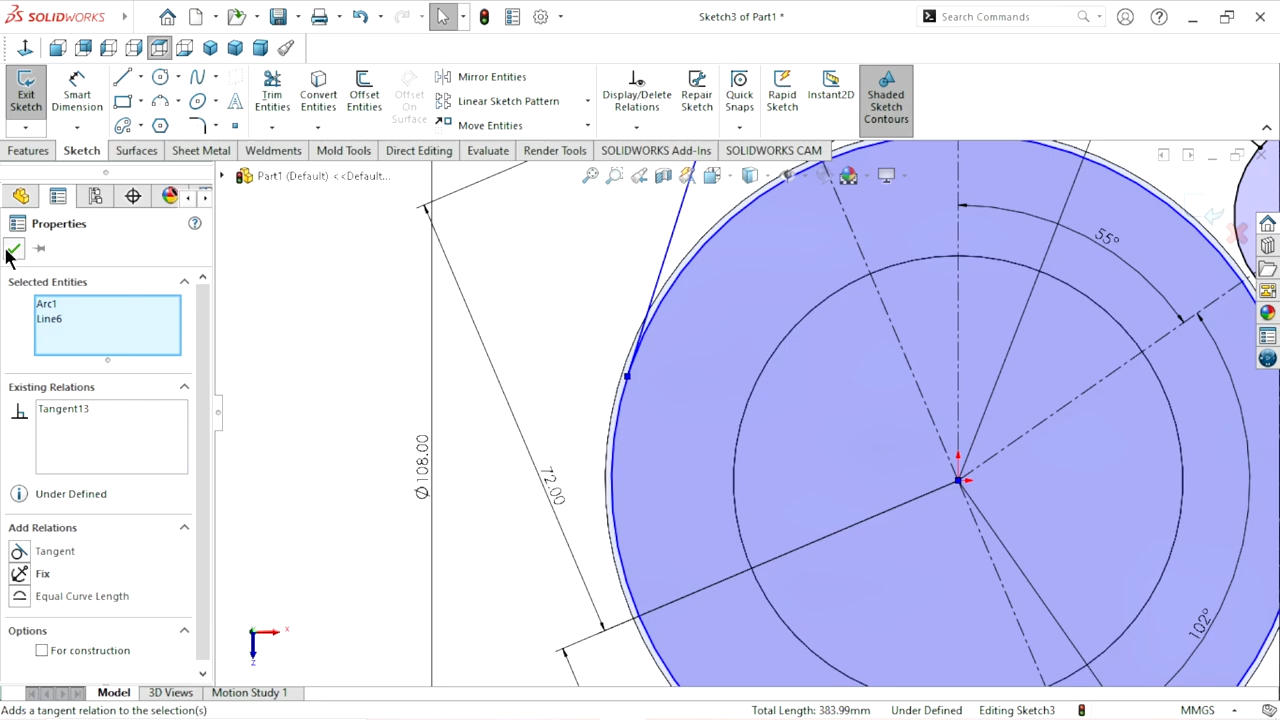 SOLIDWORKS
Sketch3 of Part1 *
Search Commands
Exit Sketch
Smart Dimension
Trim Entities
Convert Entities
Offset Entities
Offset On Surface
Mirror Entities
Linear Sketch Pattern
Move Entities
Display/Delete Relations
Repair Sketch
Quick Snaps
Rapid Sketch
Instant2D
Shaded Sketch Contours
Features
Sketch
Surfaces
Sheet Metal
Weldments
Mold Tools
Direct Editing
Evaluate
Render Tools
SOLIDWORKS Add-Ins
SOLIDWORKS CAM
Part1 (Default) <<Default...
Properties
Selected Entities
Arc1
Line6
Existing Relations
Tangent13
Under Defined
Add Relations
Tangent
Fix
Equal Curve Length
Options
For construction
55°
Ø108.00
72.00
102°
X
Z
Model
3D Views
Motion Study 1
Adds a tangent relation to the selection(s)
Total Length: 383.99mm
Under Defined
Editing Sketch3
MMGS